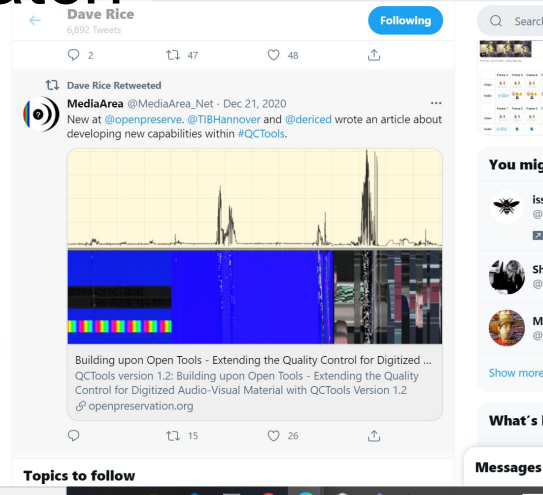 Dave Rice
6,892 Tweets
Following
Search
2
47
48
Dave Rice Retweeted
MediaArea @MediaArea_Net · Dec 21, 2020
New at @openpreserve. @TIBHannover and @dericed wrote an article about
developing new capabilities within #QCTools.
Building upon Open Tools - Extending the Quality Control for Digitized ...
QCTools version 1.2: Building upon Open Tools - Extending the Quality
Control for Digitized Audio-Visual Material with QCTools Version 1.2
openpreservation.org
15
26
Topics to follow
You mig
iss
@
Sh
@
M
@
Show more
What's
Messages